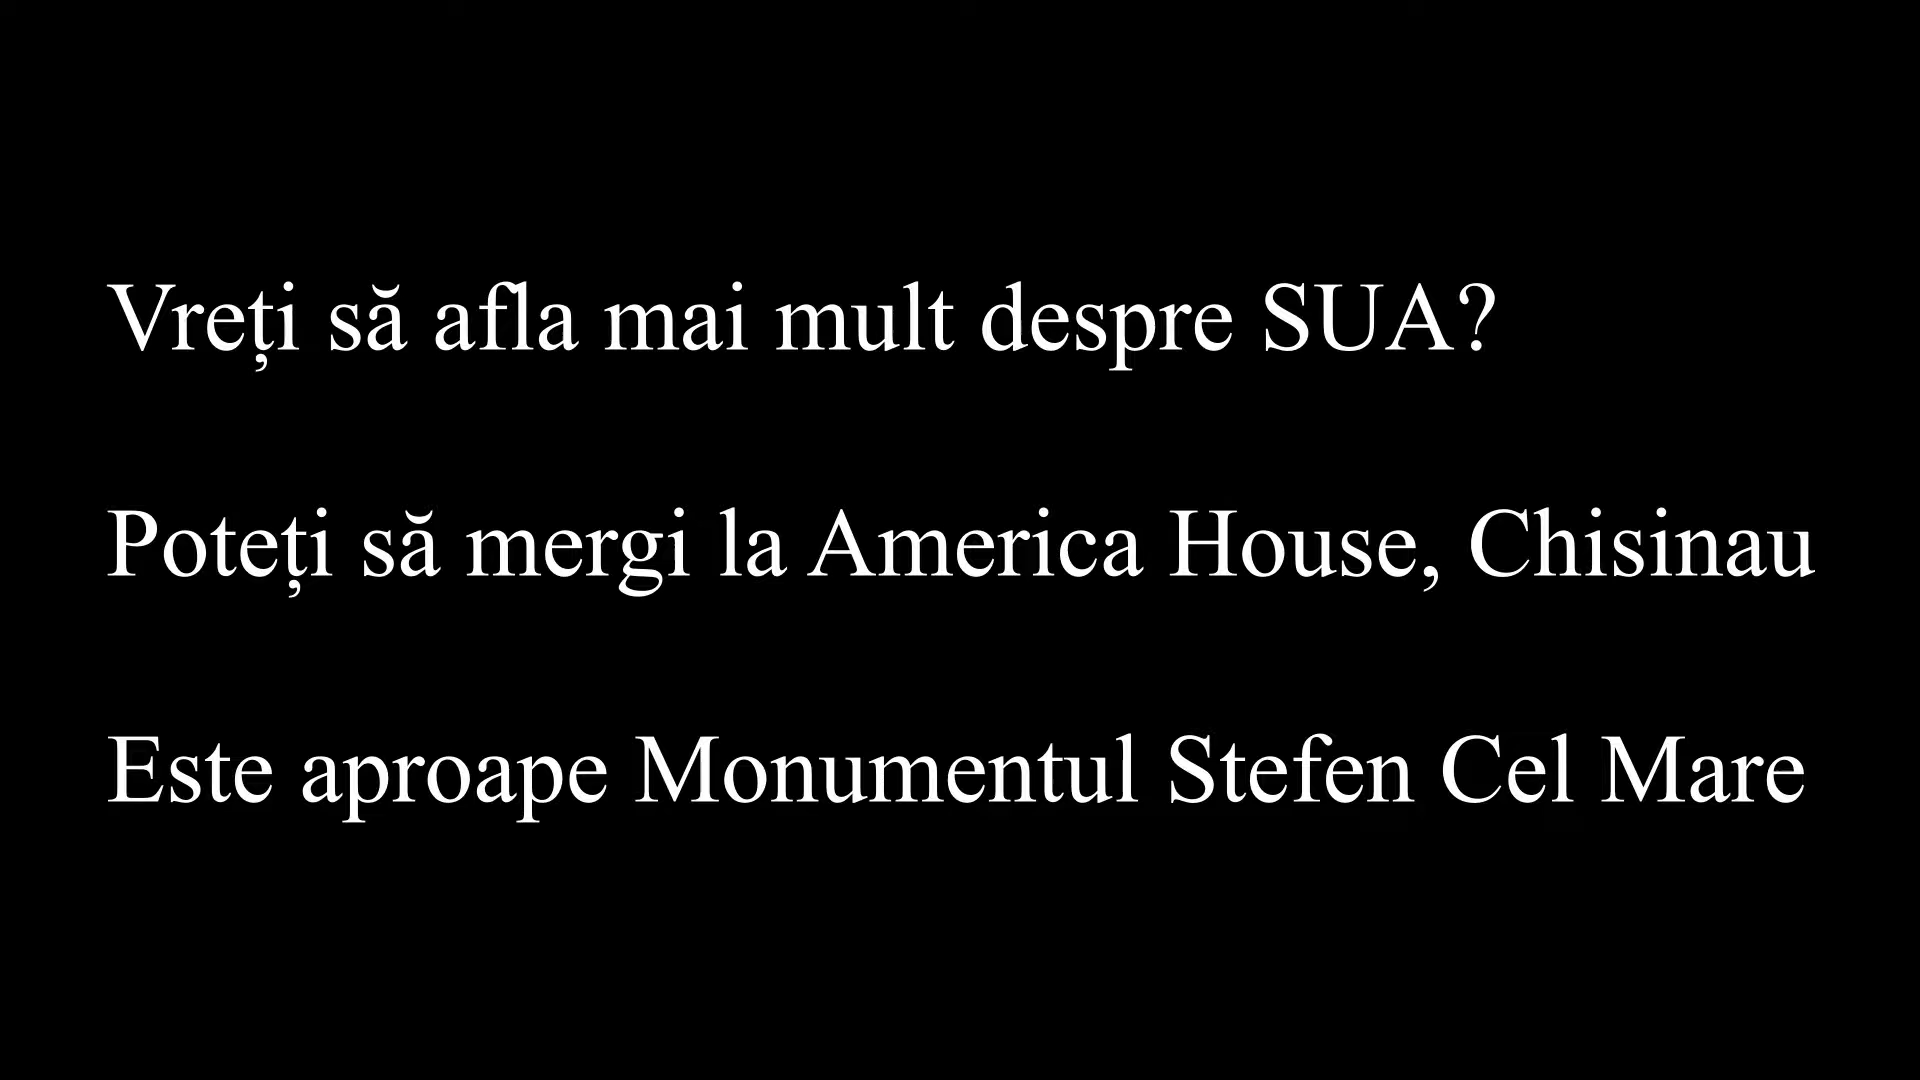 Vreți să afla mai mult despre SUA?
Poteți să mergi la America House, Chisinau
Este aproape Monumentul Stefen Cel Mare